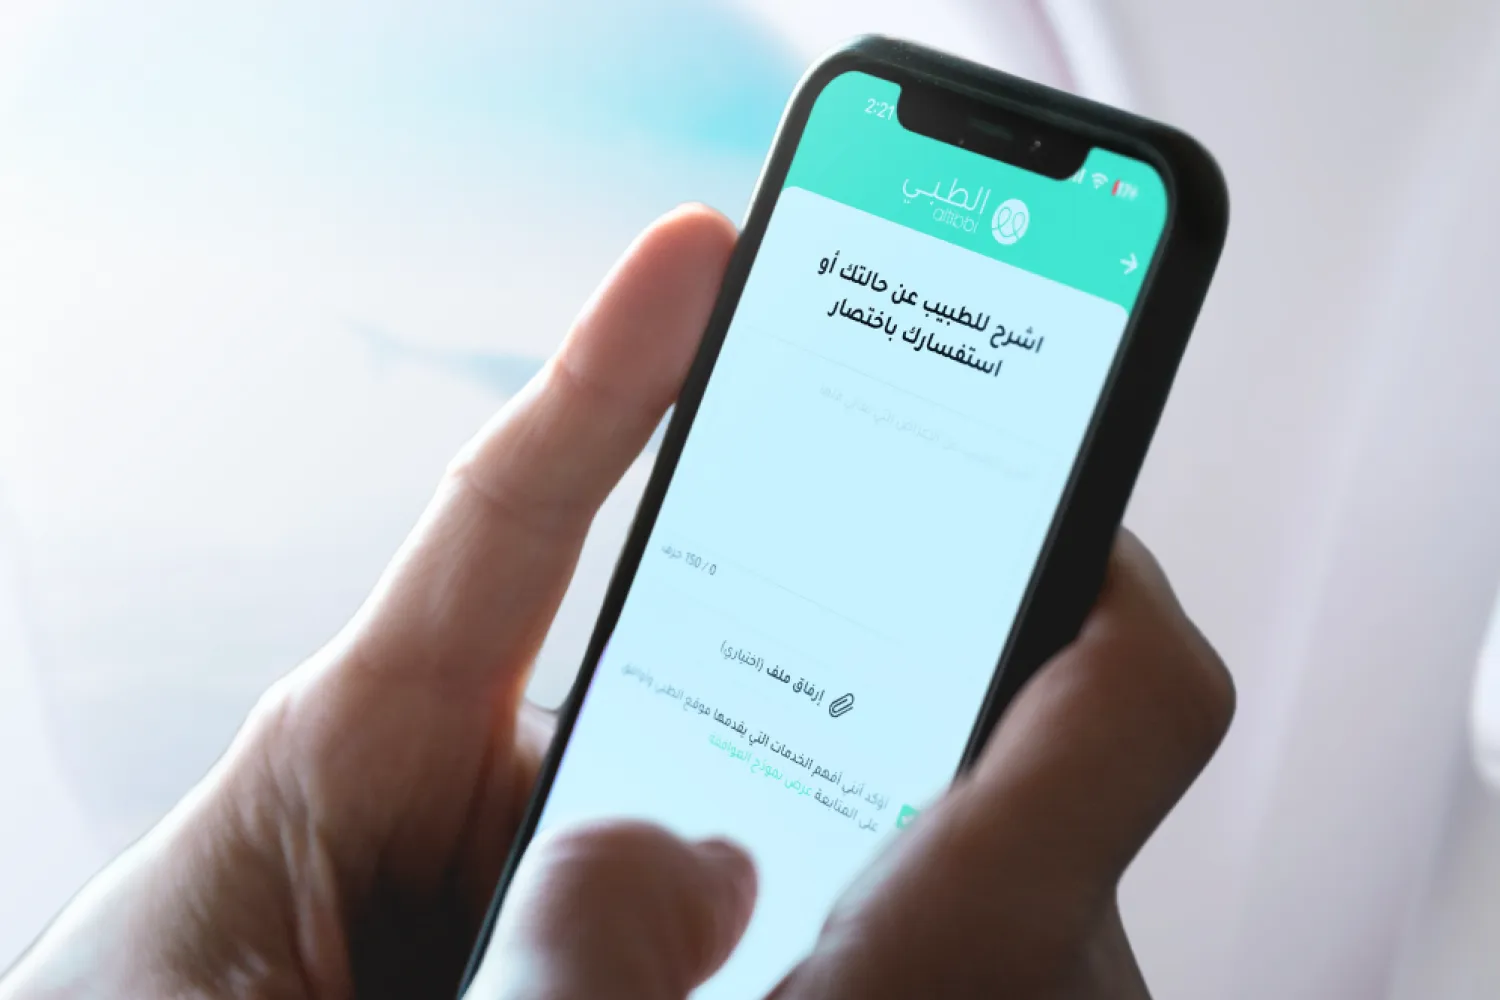 2:21
الطبي
altibbi
اشرح للطبيب عن حالتك أو
استفسارك باختصار
0 / 150 حرف
إرفاق ملف (اختياري)
أؤكد أنني أفهم الخدمات التي يقدمها موقع الطبي وأوافق
على المتابعة عرض نموذج الموافقة